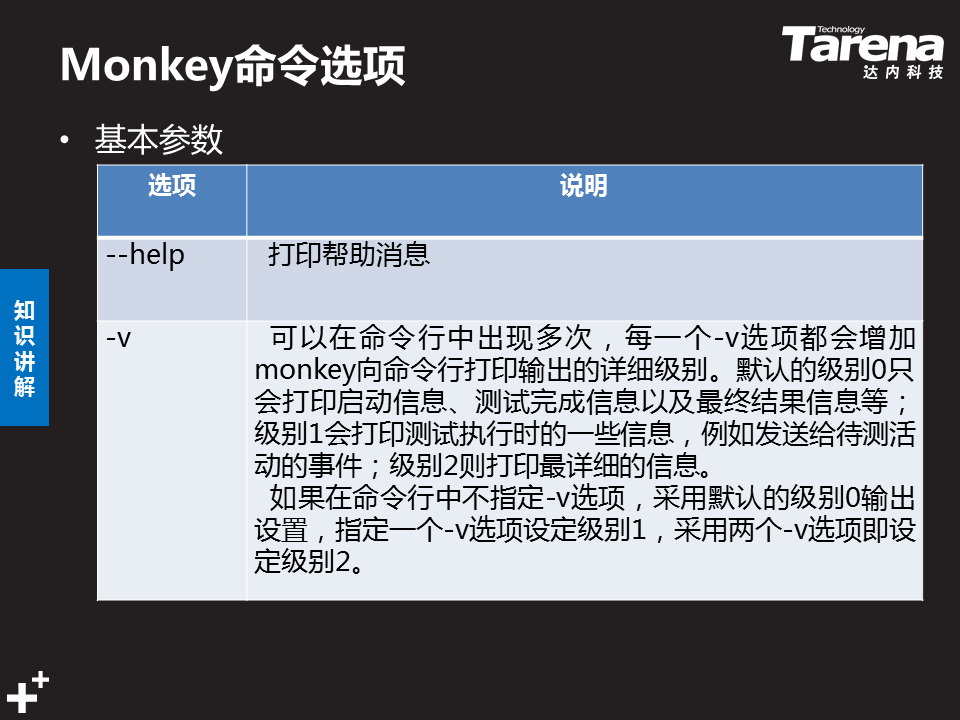 Monkey命令选项
Technology
Tarena
达内科技
• 基本参数
选项
说明
--help
打印帮助消息
知
识
讲
解
-v
可以在命令行中出现多次，每一个-v选项都会增加
monkey向命令行打印输出的详细级别。默认的级别0只
会打印启动信息、测试完成信息以及最终结果信息等；
级别1会打印测试执行时的一些信息，例如发送给待测活
动的事件；级别2则打印最详细的信息。
如果在命令行中不指定-v选项，采用默认的级别0输出
设置，指定一个-v选项设定级别1，采用两个-v选项即设
定级别2。